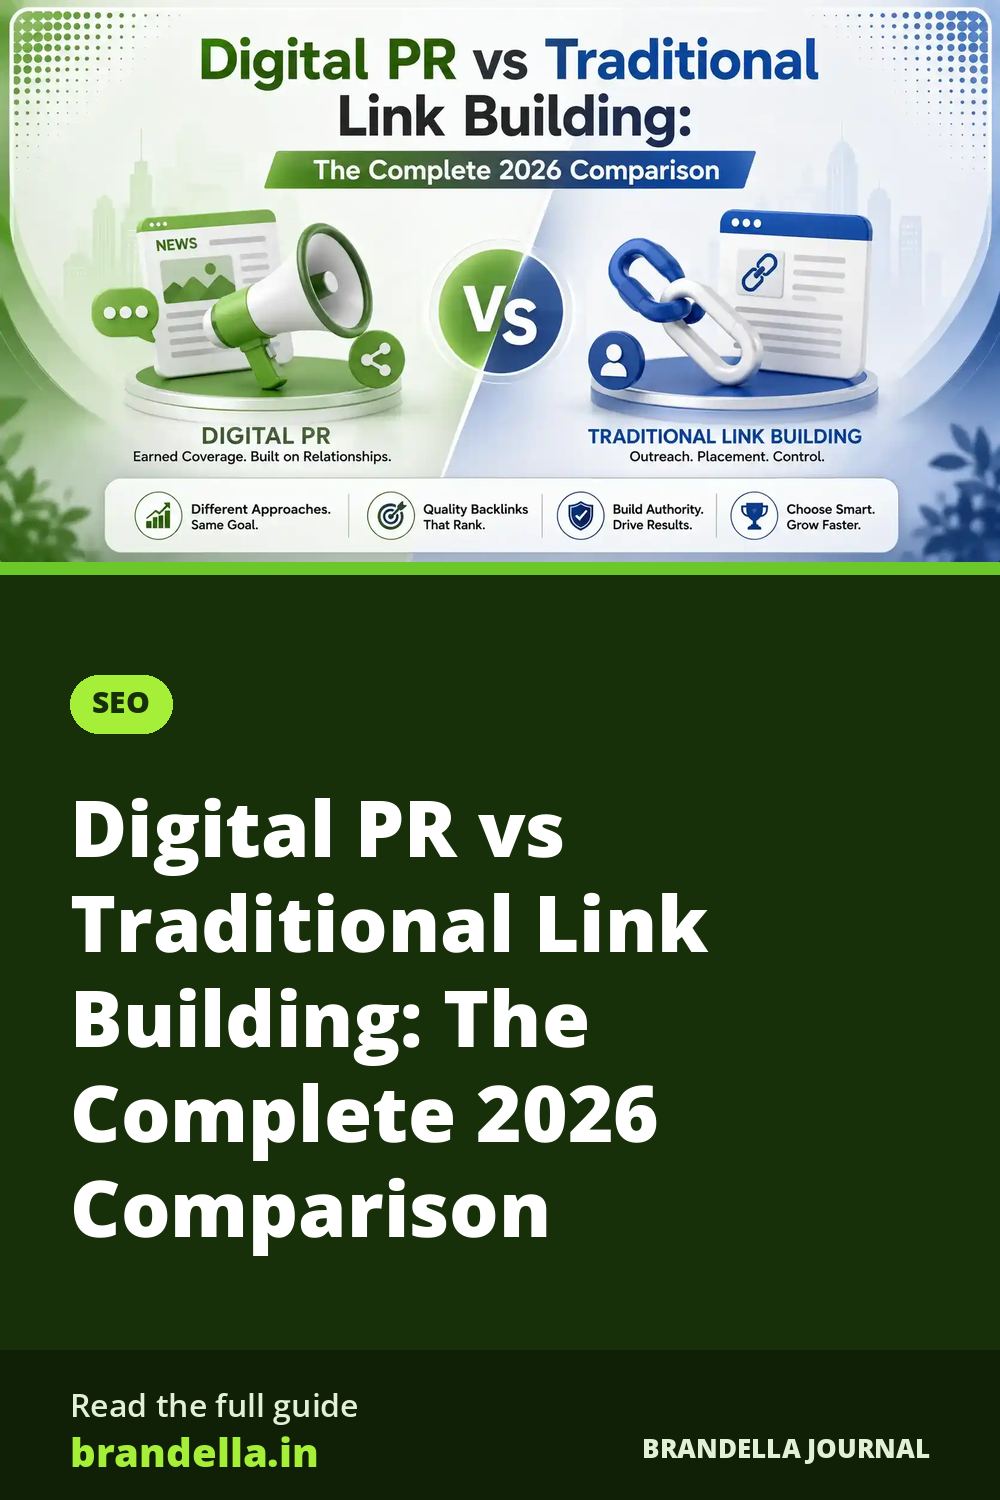 Digital PR vs Traditional
Link Building:
The Complete 2026 Comparison
NEWS
VS
DIGITAL PR
Earned Coverage. Built on Relationships.
TRADITIONAL LINK BUILDING
Outreach. Placement. Control.
Different Approaches.
Same Goal.
Quality Backlinks
That Rank.
Build Authority.
Drive Results.
Choose Smart.
Grow Faster.
SEO
Digital PR vs
Traditional Link
Building: The
Complete 2026
Comparison
Read the full guide
brandella.in
BRANDELLA JOURNAL